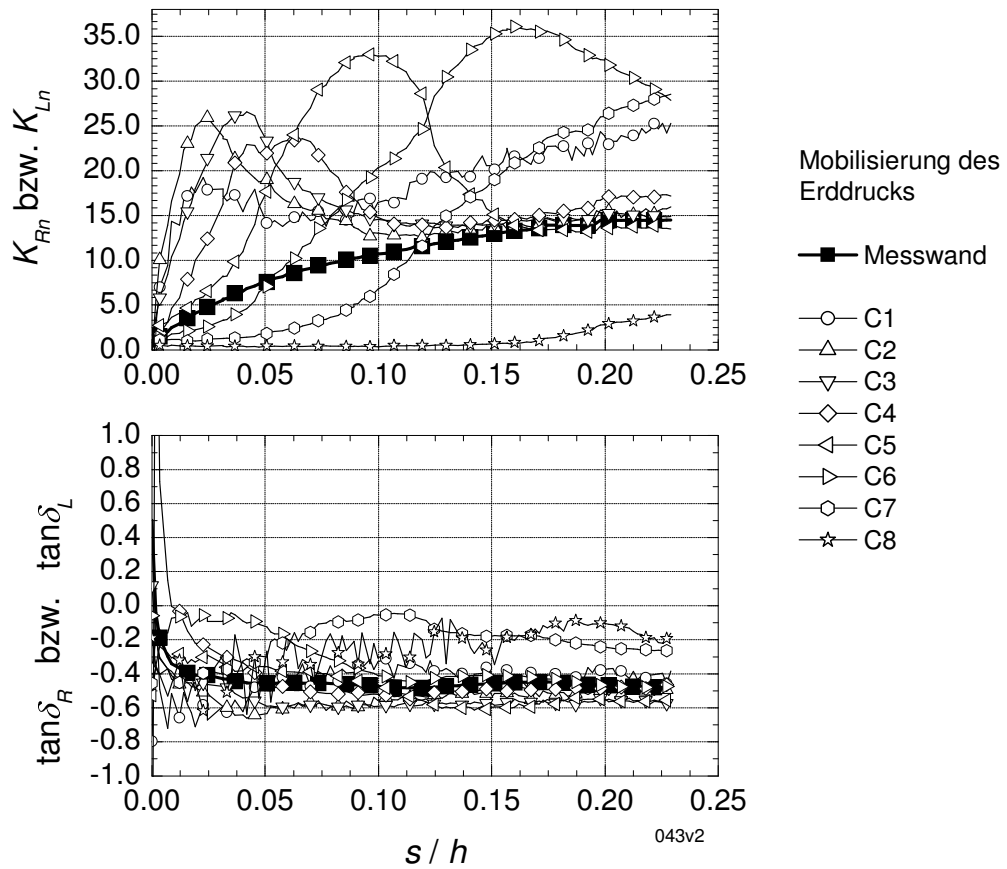 35.0
30.0
25.0
20.0
15.0
10.0
5.0
0.0
K_Rn bzw. K_Ln
0.00 0.05 0.10 0.15 0.20 0.25
1.0
0.8
0.6
0.4
0.2
0.0
-0.2
-0.4
-0.6
-0.8
-1.0
tanδ_R bzw. tanδ_L
0.00 0.05 0.10 0.15 0.20 0.25
s / h
043v2
Mobilisierung des
Erddrucks
Messwand
C1
C2
C3
C4
C5
C6
C7
C8